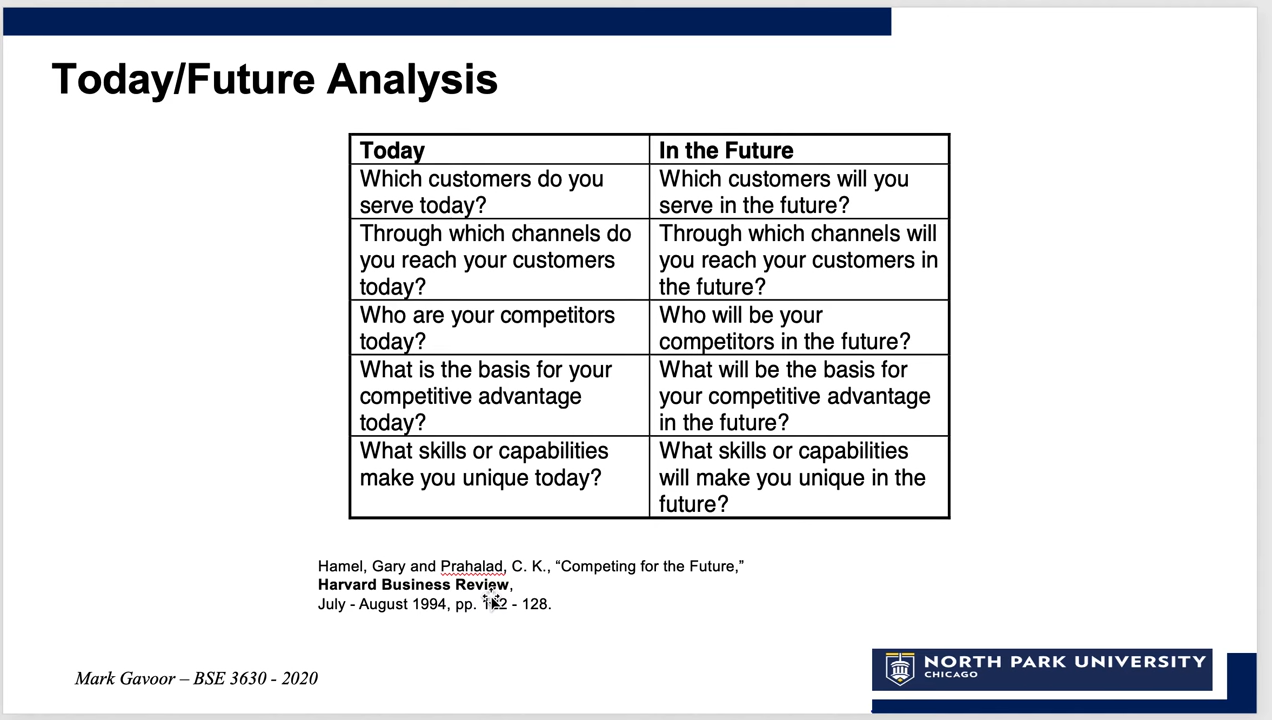 Today/Future Analysis
Today
In the Future
Which customers do you
serve today?
Which customers will you
serve in the future?
Through which channels do
you reach your customers
today?
Through which channels will
you reach your customers in
the future?
Who are your competitors
today?
Who will be your
competitors in the future?
What is the basis for your
competitive advantage
today?
What will be the basis for
your competitive advantage
in the future?
What skills or capabilities
make you unique today?
What skills or capabilities
will make you unique in the
future?
Hamel, Gary and Prahalad, C. K., “Competing for the Future,”
Harvard Business Review,
July - August 1994, pp. - 128.
Mark Gavoor – BSE 3630 - 2020
NORTH PARK UNIVERSITY
CHICAGO